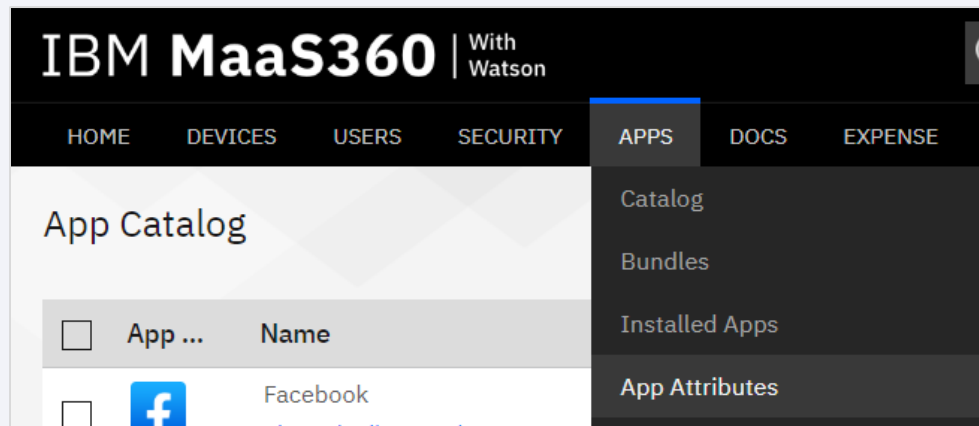 IBM MaaS360 | With Watson
HOME DEVICES USERS SECURITY APPS DOCS EXPENSE
App Catalog
Catalog
Bundles
Installed Apps
App Attributes
App ... Name
Facebook